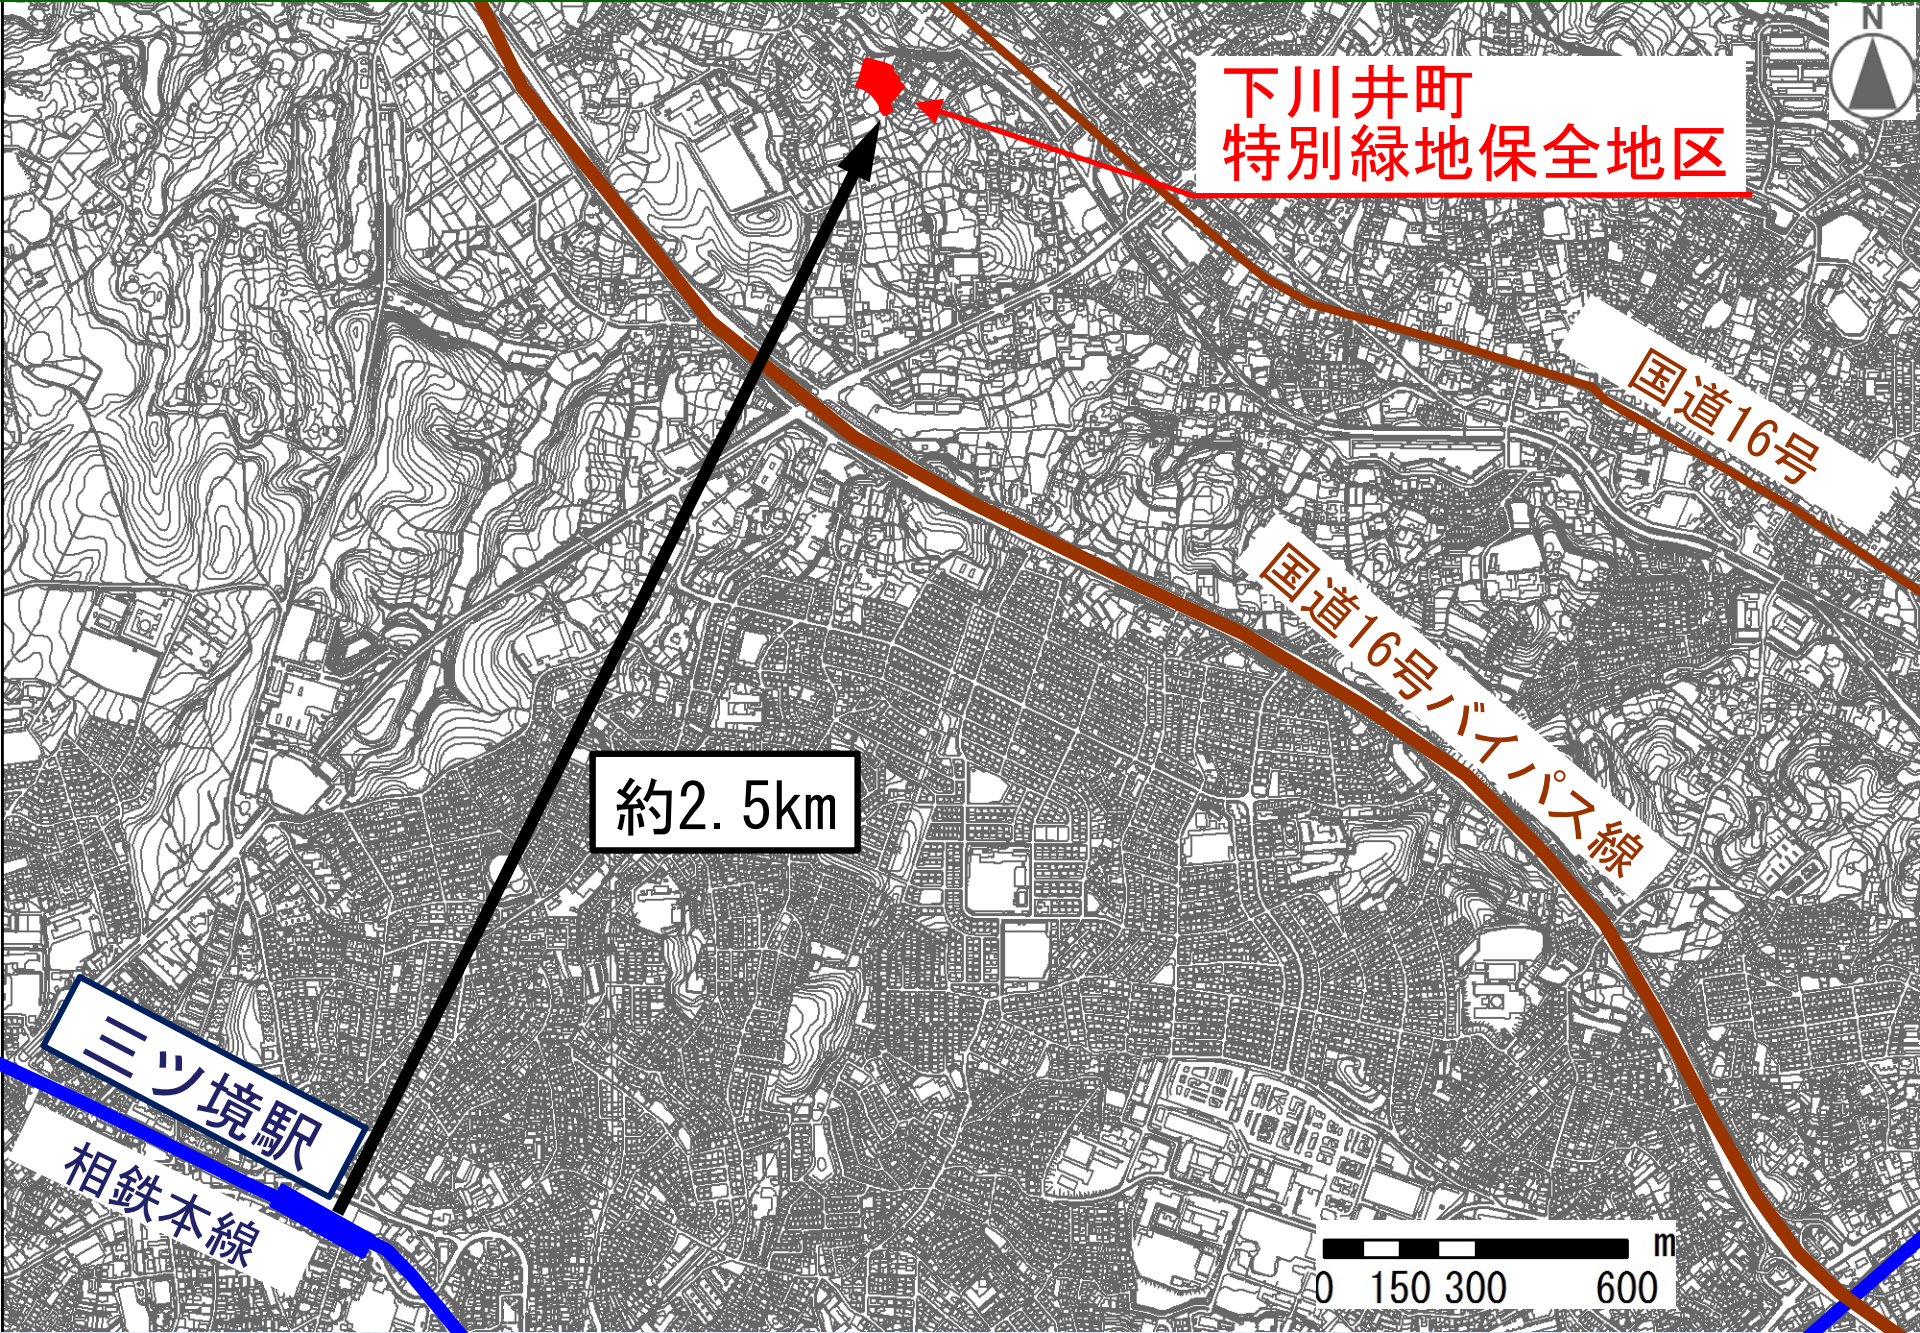 N
下川井町
特別緑地保全地区
国道16号
国道16号バイパス線
約2.5km
三ツ境駅
相鉄本線
m
0 150 300 600